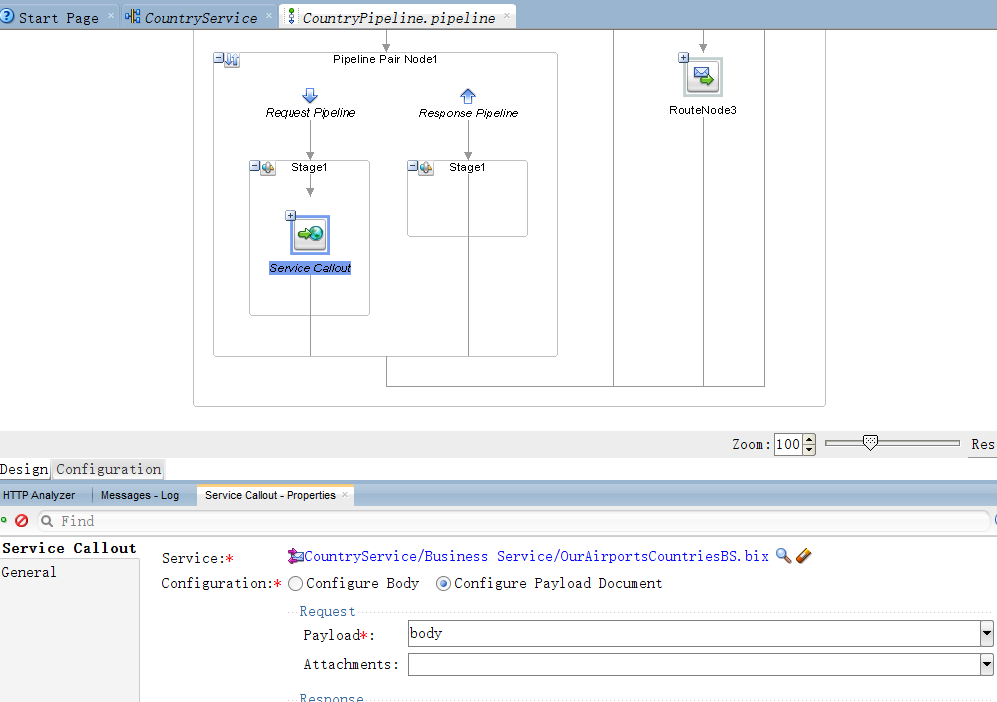 Start Page CountryService CountryPipeline.pipeline
Pipeline Pair Node1
Request Pipeline Response Pipeline RouteNode3
Stage1 Stage1
Service Callout
Zoom: 100 Res
Design Configuration
HTTP Analyzer Messages - Log Service Callout - Properties
Find
Service Callout Service:* CountryService/Business Service/OurAirportsCountriesBS.bix
General Configuration:* Configure Body Configure Payload Document
Request
Payload*: body
Attachments:
Response